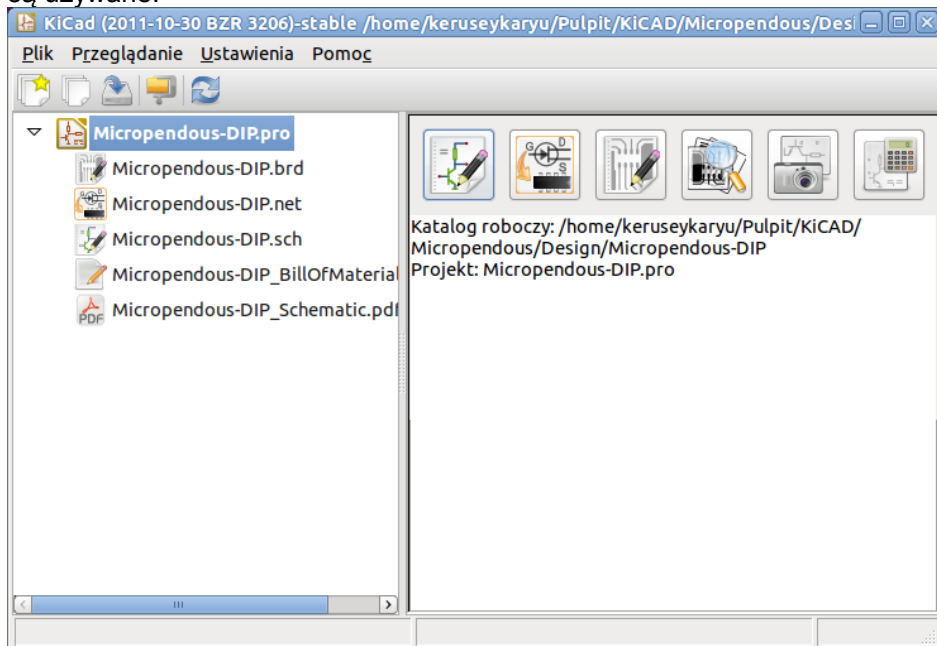 są używane.
KiCad (2011-10-30 BZR 3206)-stable /home/keruseykaryu/Pulpit/KiCAD/Micropendous/Desi
Plik Przeglądanie Ustawienia Pomoc
Micropendous-DIP.pro
Micropendous-DIP.brd
Micropendous-DIP.net
Micropendous-DIP.sch
Micropendous-DIP_BillOfMaterial
Micropendous-DIP_Schematic.pdf
Katalog roboczy: /home/keruseykaryu/Pulpit/KiCAD/
Micropendous/Design/Micropendous-DIP
Projekt: Micropendous-DIP.pro